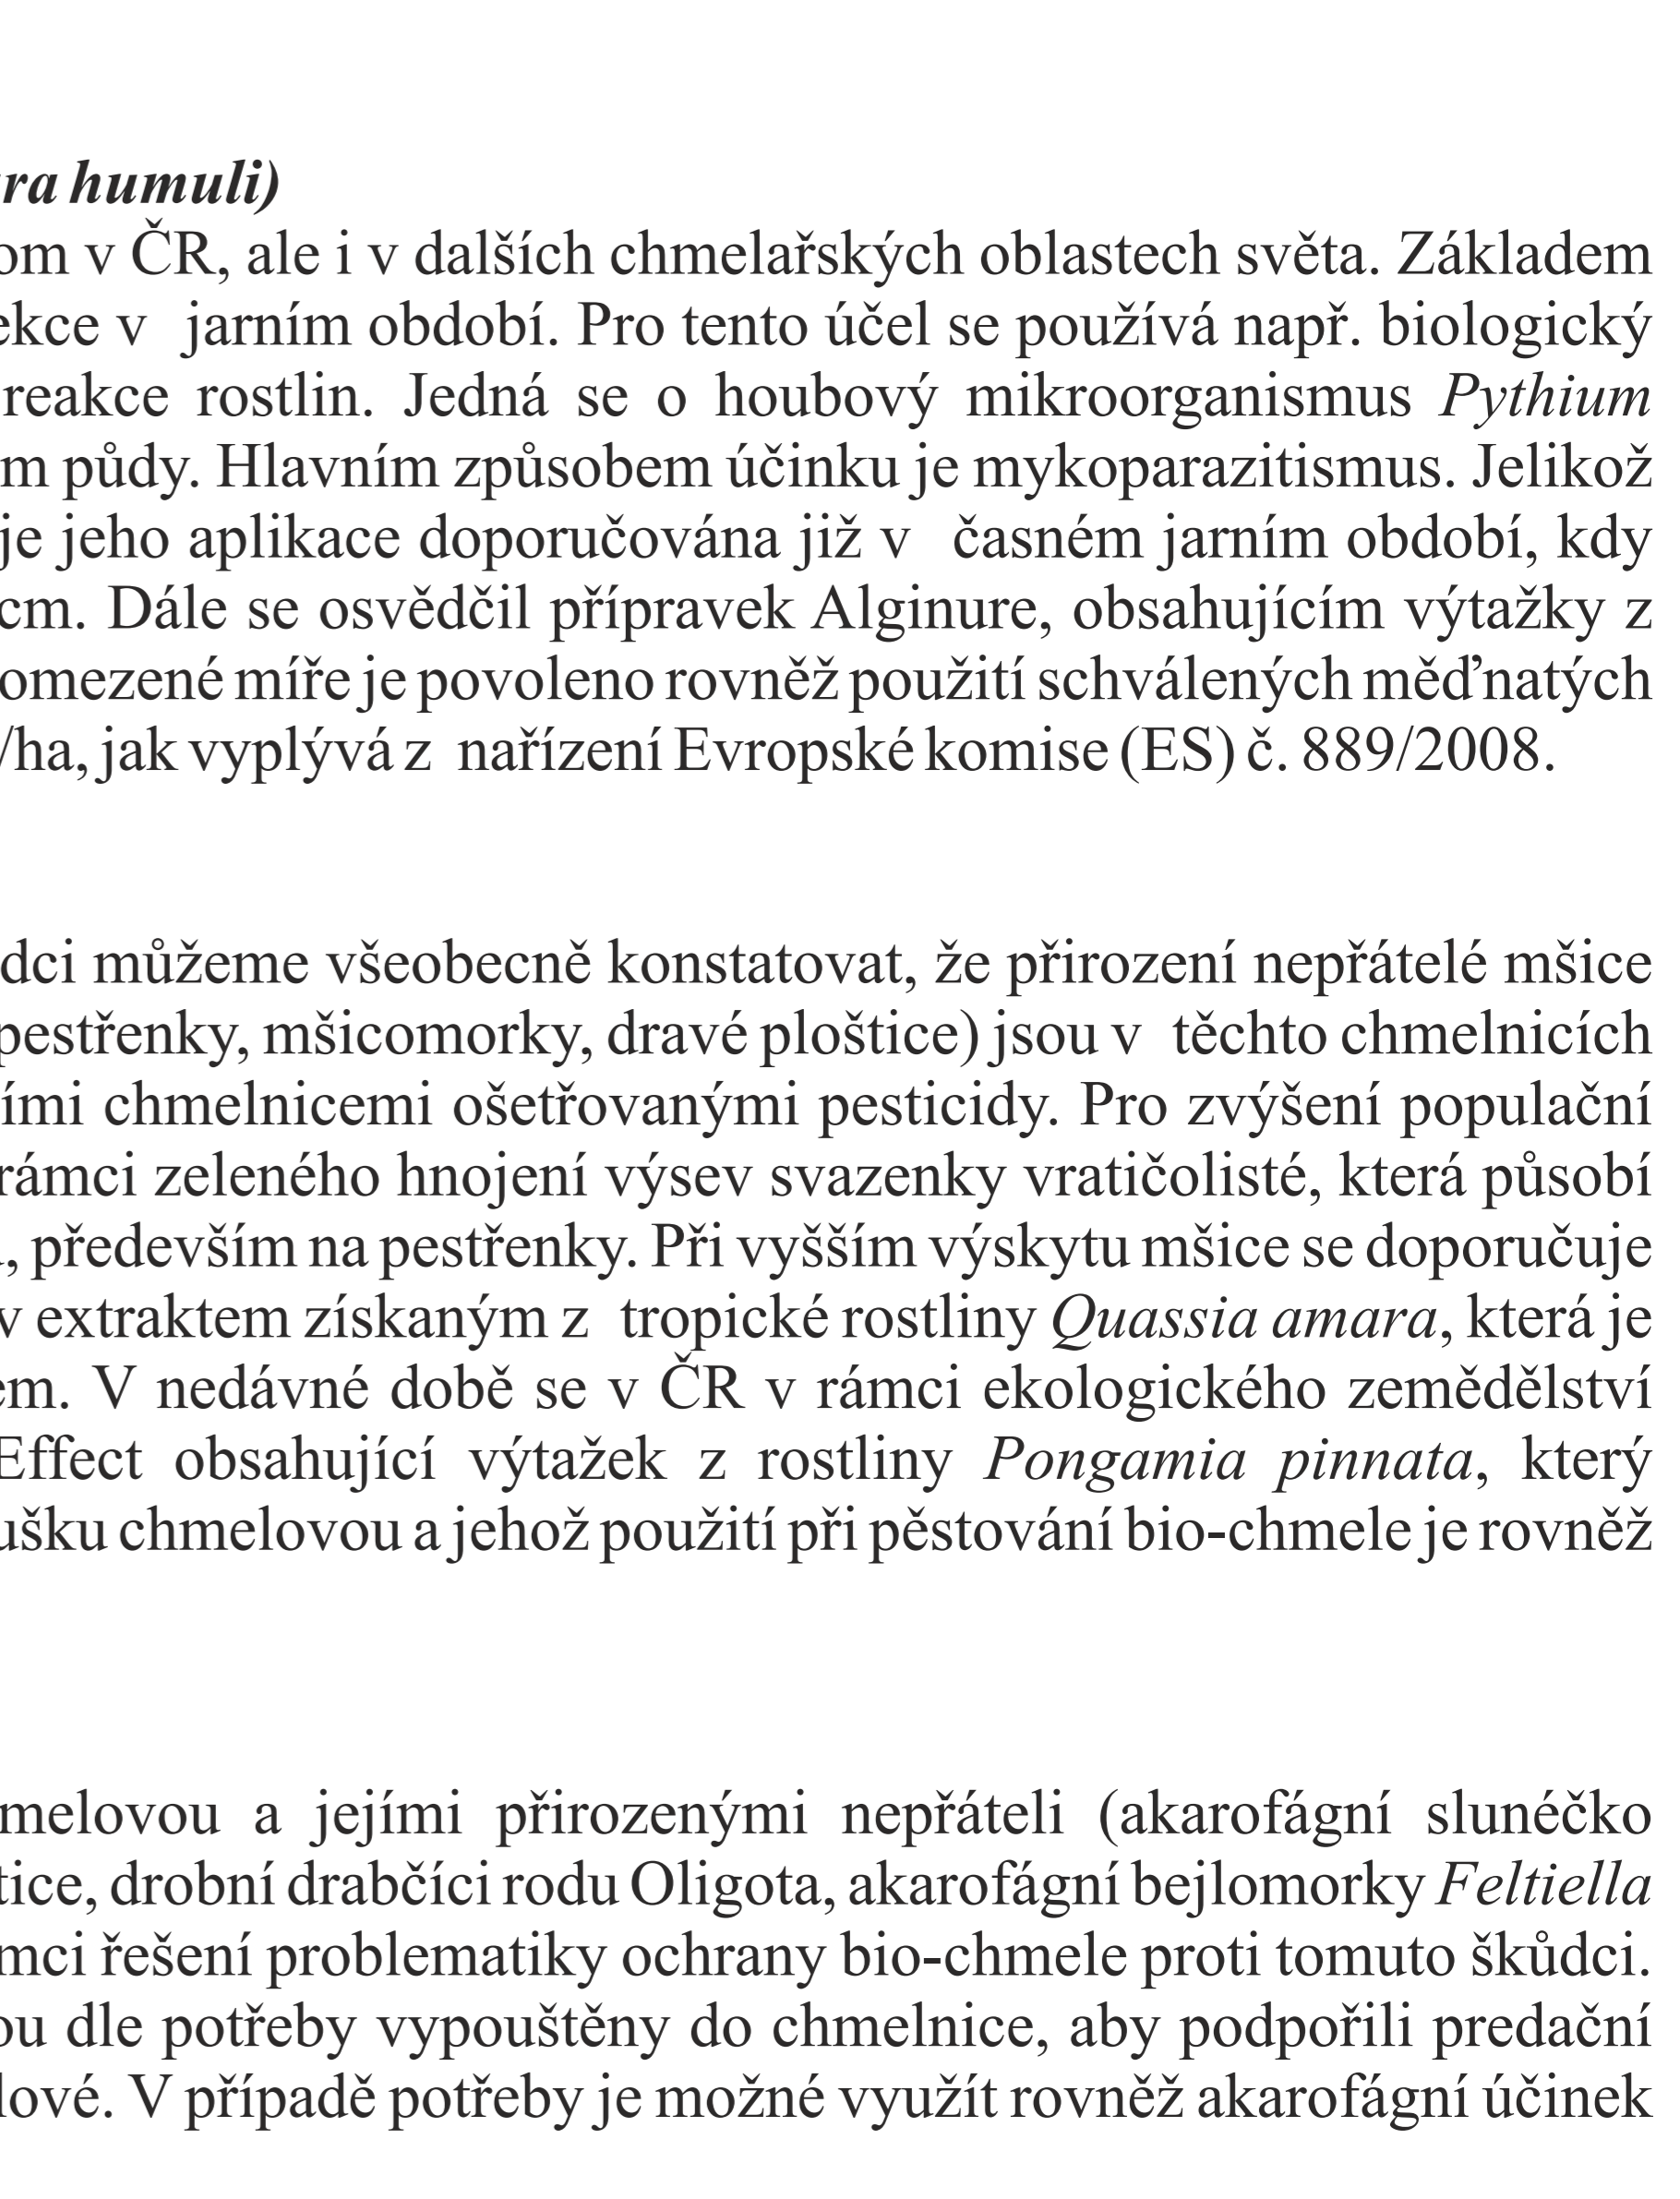 ra humuli)
om v ČR, ale i v dalších chmelařských oblastech světa. Základem
ekce v jarním období. Pro tento účel se používá např. biologický
reakce rostlin. Jedná se o houbový mikroorganismus Pythium
m půdy. Hlavním způsobem účinku je mykoparazitismus. Jelikož
je jeho aplikace doporučována již v časném jarním období, kdy
cm. Dále se osvědčil přípravek Alginure, obsahujícím výtažky z
omezené míře je povoleno rovněž použití schválených měďnatých
/ha, jak vyplývá z nařízení Evropské komise (ES) č. 889/2008.
dci můžeme všeobecně konstatovat, že přirození nepřátelé mšice
pestřenky, mšicomorky, dravé ploštice) jsou v těchto chmelnicích
ími chmelnicemi ošetřovanými pesticidy. Pro zvýšení populační
rámci zeleného hnojení výsev svazenky vratičolisté, která působí
, především na pestřenky. Při vyšším výskytu mšice se doporučuje
v extraktem získaným z tropické rostliny Quassia amara, která je
em. V nedávné době se v ČR v rámci ekologického zemědělství
Effect obsahující výtažek z rostliny Pongamia pinnata, který
ušku chmelovou a jehož použití při pěstování bio-chmele je rovněž
melovou a jejími přirozenými nepřáteli (akarofágní slunéčko
tice, drobní drabčíci rodu Oligota, akarofágní bejlomorky Feltiella
mci řešení problematiky ochrany bio-chmele proti tomuto škůdci.
ou dle potřeby vypouštěny do chmelnice, aby podpořili predační
lové. V případě potřeby je možné využít rovněž akarofágní účinek